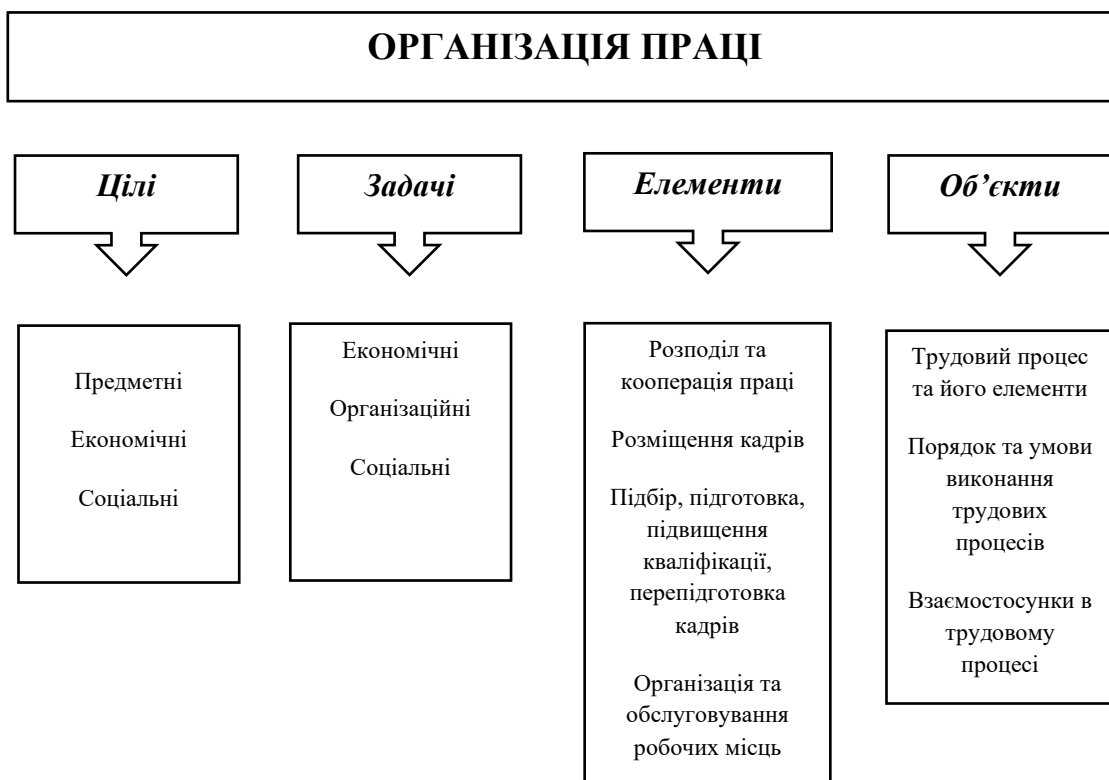 ОРГАНІЗАЦІЯ ПРАЦІ
Цілі
Задачі
Елементи
Об’єкти
Предметні
Економічні
Соціальні
Економічні
Організаційні
Соціальні
Розподіл та
кооперація праці
Розміщення кадрів
Підбір, підготовка,
підвищення
кваліфікації,
перепідготовка
кадрів
Організація та
обслуговування
робочих місць
Трудовий процес
та його елементи
Порядок та умови
виконання
трудових
процесів
Взаємостосунки в
трудовому
процесі